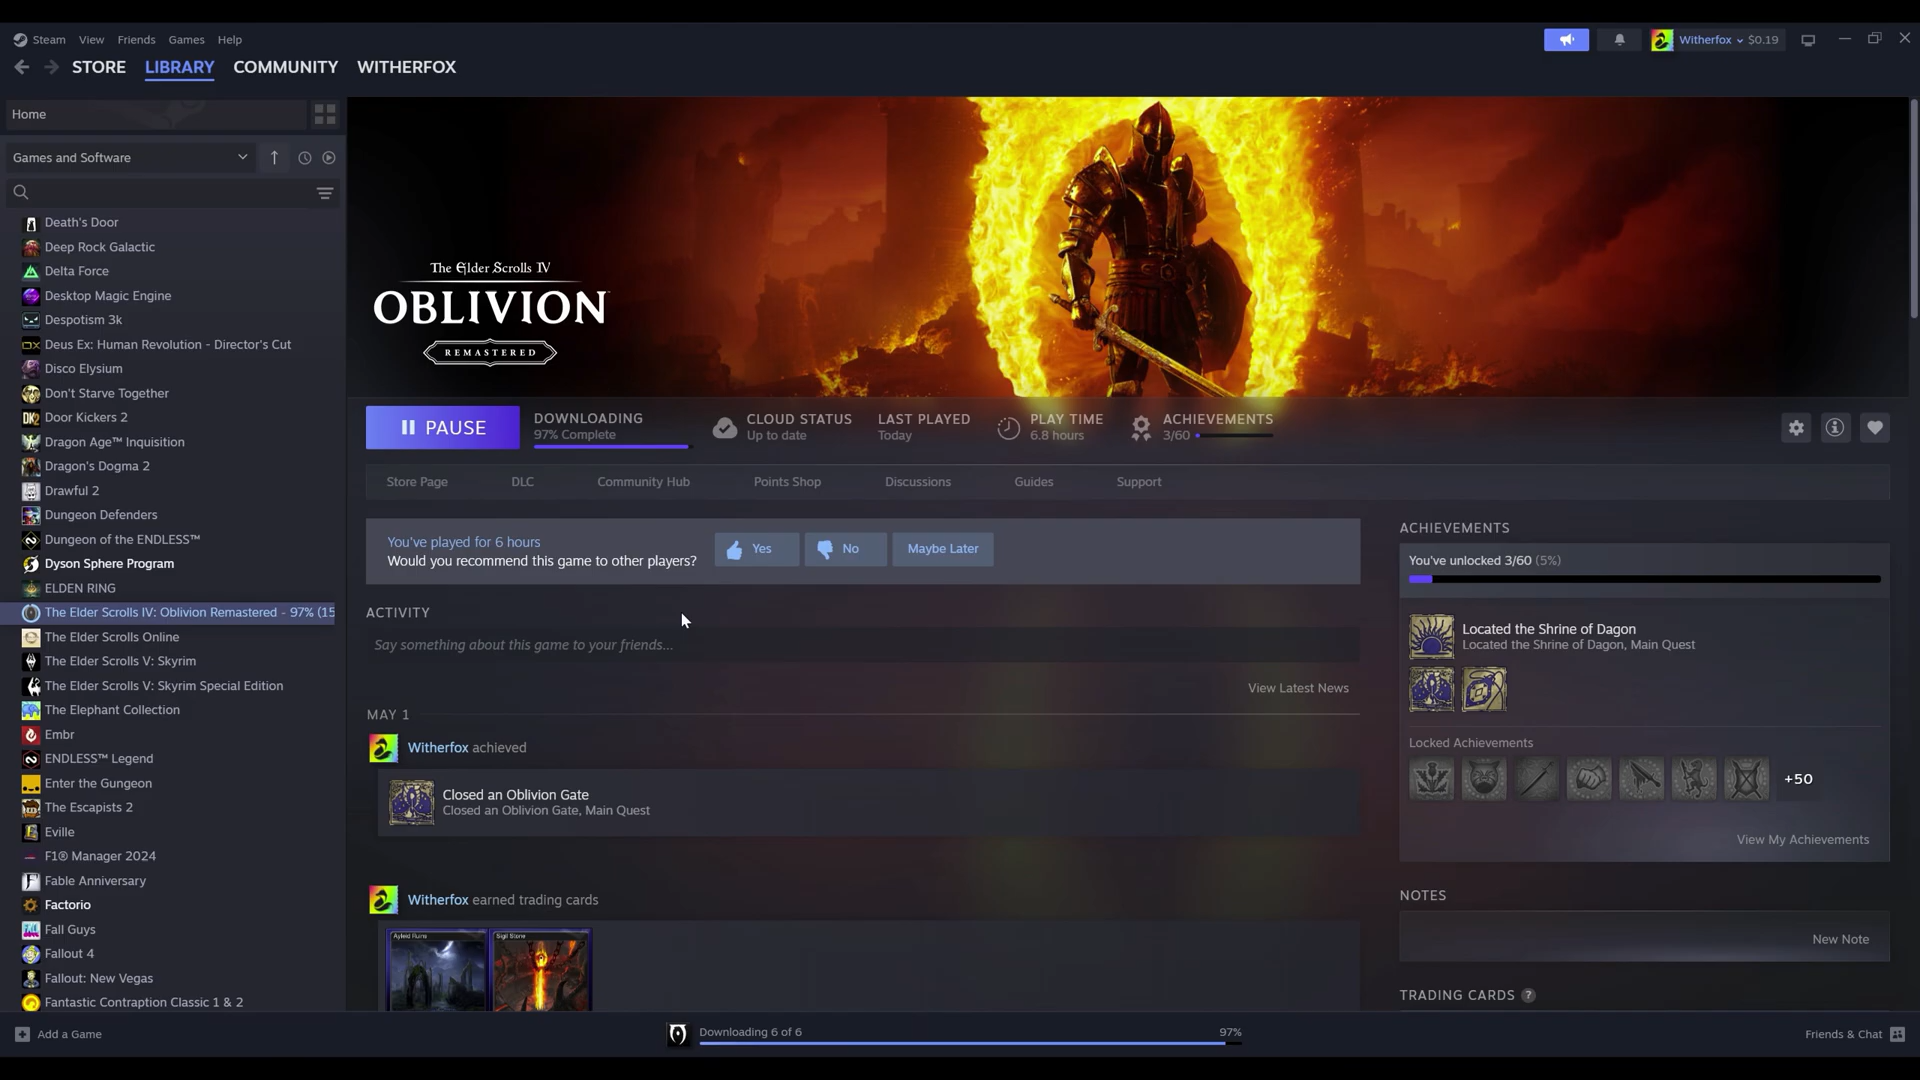 Steam View Friends Games Help
Witherfox $0.19
STORE LIBRARY COMMUNITY WITHERFOX
Home
Games and Software
Death's Door
Deep Rock Galactic
Delta Force
Desktop Magic Engine
Despotism 3k
Deus Ex: Human Revolution - Director's Cut
Disco Elysium
Don't Starve Together
Door Kickers 2
Dragon Age™ Inquisition
Dragon's Dogma 2
Drawful 2
Dungeon Defenders
Dungeon of the ENDLESS™
Dyson Sphere Program
ELDEN RING
The Elder Scrolls IV: Oblivion Remastered - 97% (15
The Elder Scrolls Online
The Elder Scrolls V: Skyrim
The Elder Scrolls V: Skyrim Special Edition
The Elephant Collection
Embr
ENDLESS™ Legend
Enter the Gungeon
The Escapists 2
Eville
F1® Manager 2024
Fable Anniversary
Factorio
Fall Guys
Fallout 4
Fallout: New Vegas
Fantastic Contraption Classic 1 & 2
Add a Game
The Elder Scrolls IV
OBLIVION
REMASTERED
PAUSE
DOWNLOADING
97% Complete
CLOUD STATUS
Up to date
LAST PLAYED
Today
PLAY TIME
6.8 hours
ACHIEVEMENTS
3/60
Store Page DLC Community Hub Points Shop Discussions Guides Support
You've played for 6 hours
Would you recommend this game to other players?
Yes No Maybe Later
ACTIVITY
Say something about this game to your friends...
View Latest News
MAY 1
Witherfox achieved
Closed an Oblivion Gate
Closed an Oblivion Gate, Main Quest
Witherfox earned trading cards
Ayleid Ruins
Sigil Stone
ACHIEVEMENTS
You've unlocked 3/60 (5%)
Located the Shrine of Dagon
Located the Shrine of Dagon, Main Quest
Locked Achievements
+50
View My Achievements
NOTES
New Note
TRADING CARDS ?
Downloading 6 of 6 97%
Friends & Chat